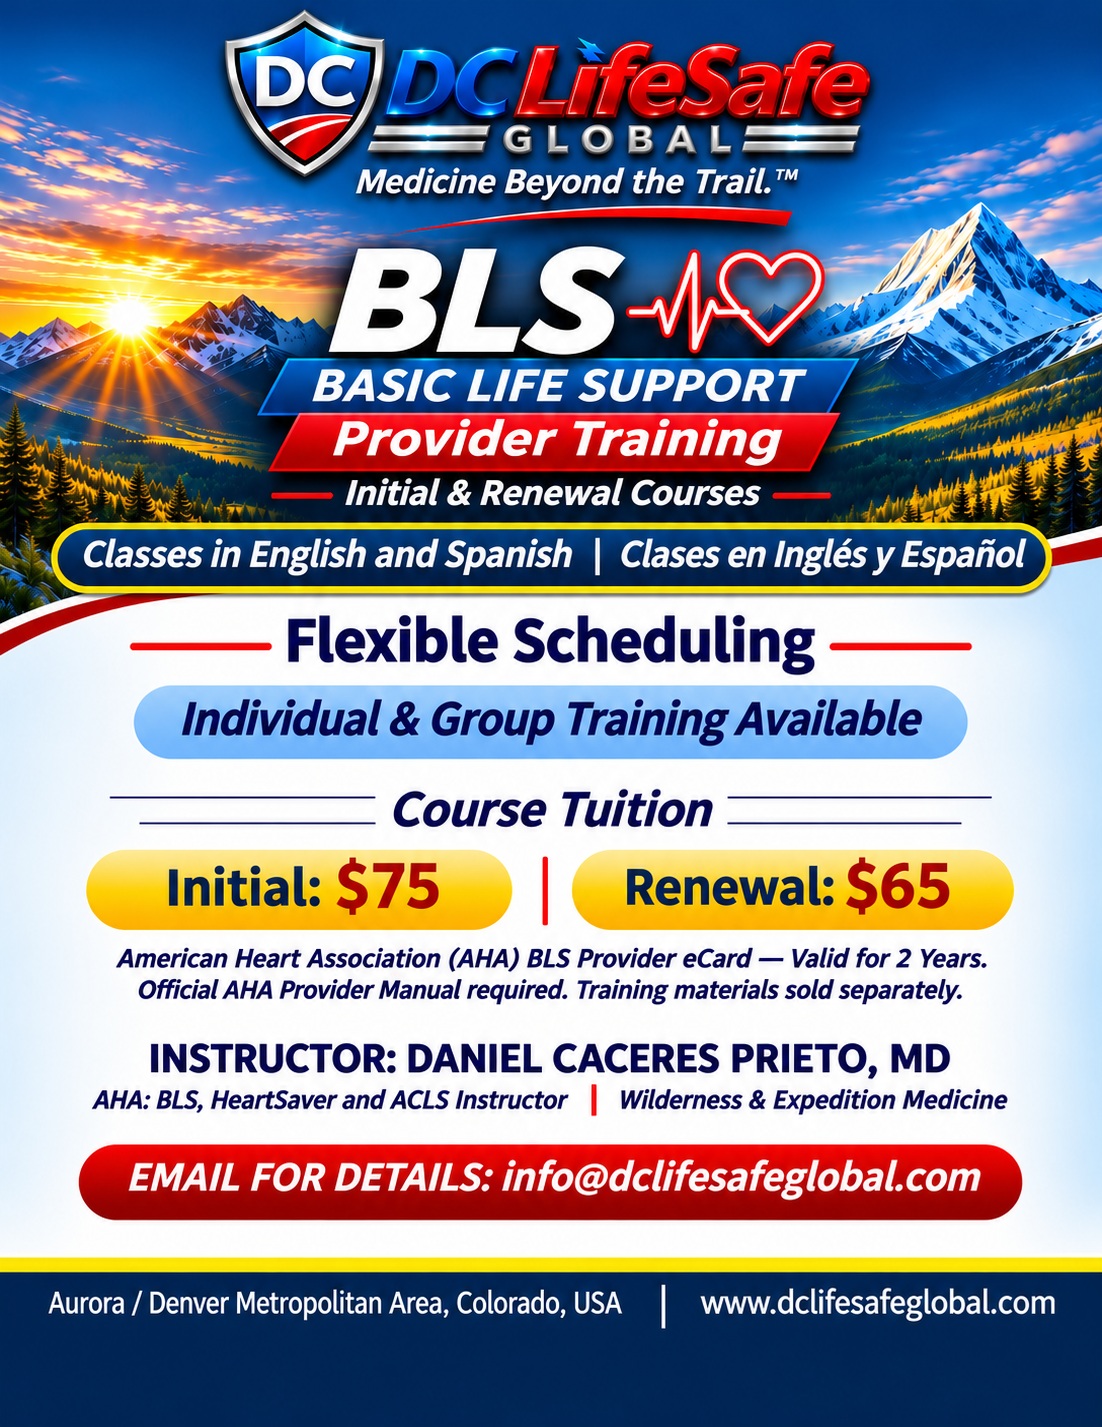 DC
DC LifeSafe
GLOBAL
Medicine Beyond the Trail.™
BLS
BASIC LIFE SUPPORT
Provider Training
Initial & Renewal Courses
Classes in English and Spanish | Clases en Inglés y Español
Flexible Scheduling
Individual & Group Training Available
Course Tuition
Initial: $75 | Renewal: $65
American Heart Association (AHA) BLS Provider eCard — Valid for 2 Years.
Official AHA Provider Manual required. Training materials sold separately.
INSTRUCTOR: DANIEL CACERES PRIETO, MD
AHA: BLS, HeartSaver and ACLS Instructor | Wilderness & Expedition Medicine
EMAIL FOR DETAILS: info@dclifesafeglobal.com
Aurora / Denver Metropolitan Area, Colorado, USA | www.dclifesafeglobal.com